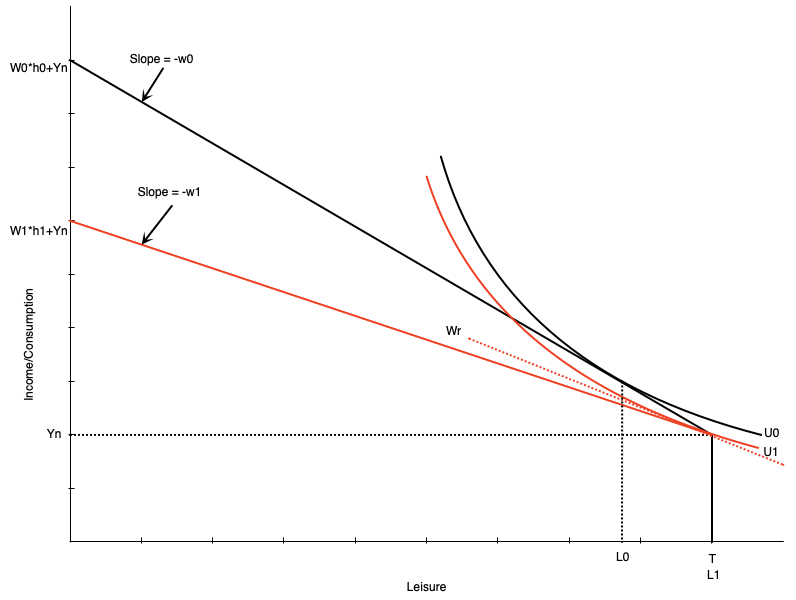 Slope = -w0
W0*h0+Yn
Slope = -w1
W1*h1+Yn
Income/Consumption
Wr
Yn
U0
U1
L0
T
L1
Leisure